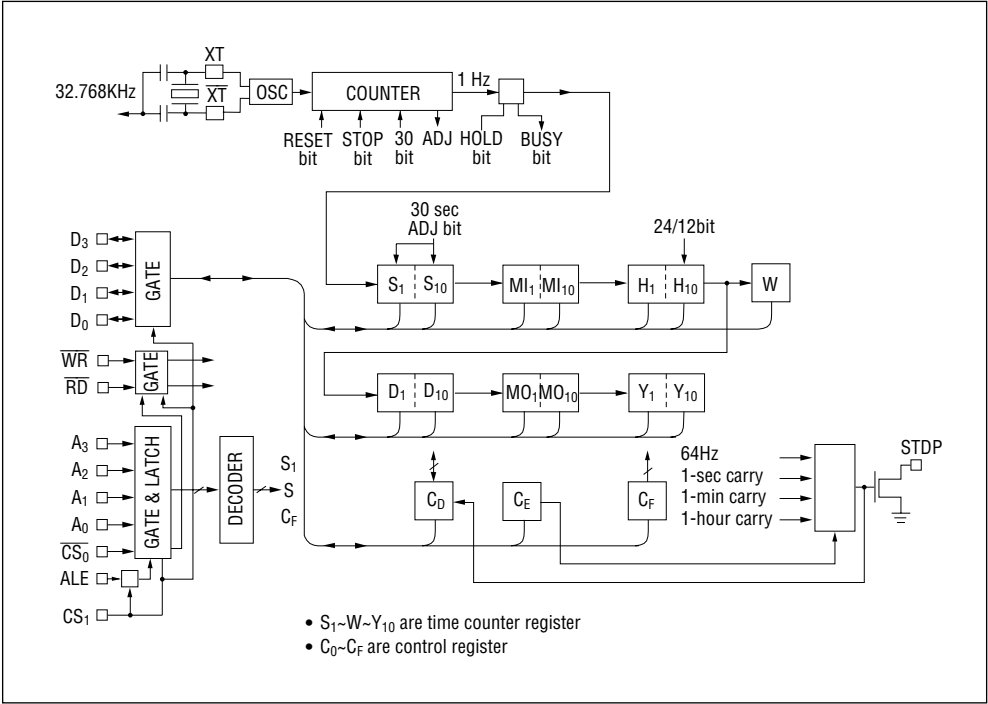 XT
32.768KHz
X̅T̅
OSC
COUNTER
1 Hz
RESET bit
STOP bit
30 bit
ADJ
HOLD bit
BUSY bit
30 sec
ADJ bit
24/12bit
D3
D2
D1
D0
GATE
S1 S10
MI1 MI10
H1 H10
W
W̅R̅
R̅D̅
GATE
D1 D10
MO1 MO10
Y1 Y10
A3
A2
A1
A0
C̅S̅0̅
ALE
CS1
GATE & LATCH
DECODER
S1
S
CF
CD
CE
CF
64Hz
1-sec carry
1-min carry
1-hour carry
STDP
• S1~W~Y10 are time counter register
• C0~CF are control register